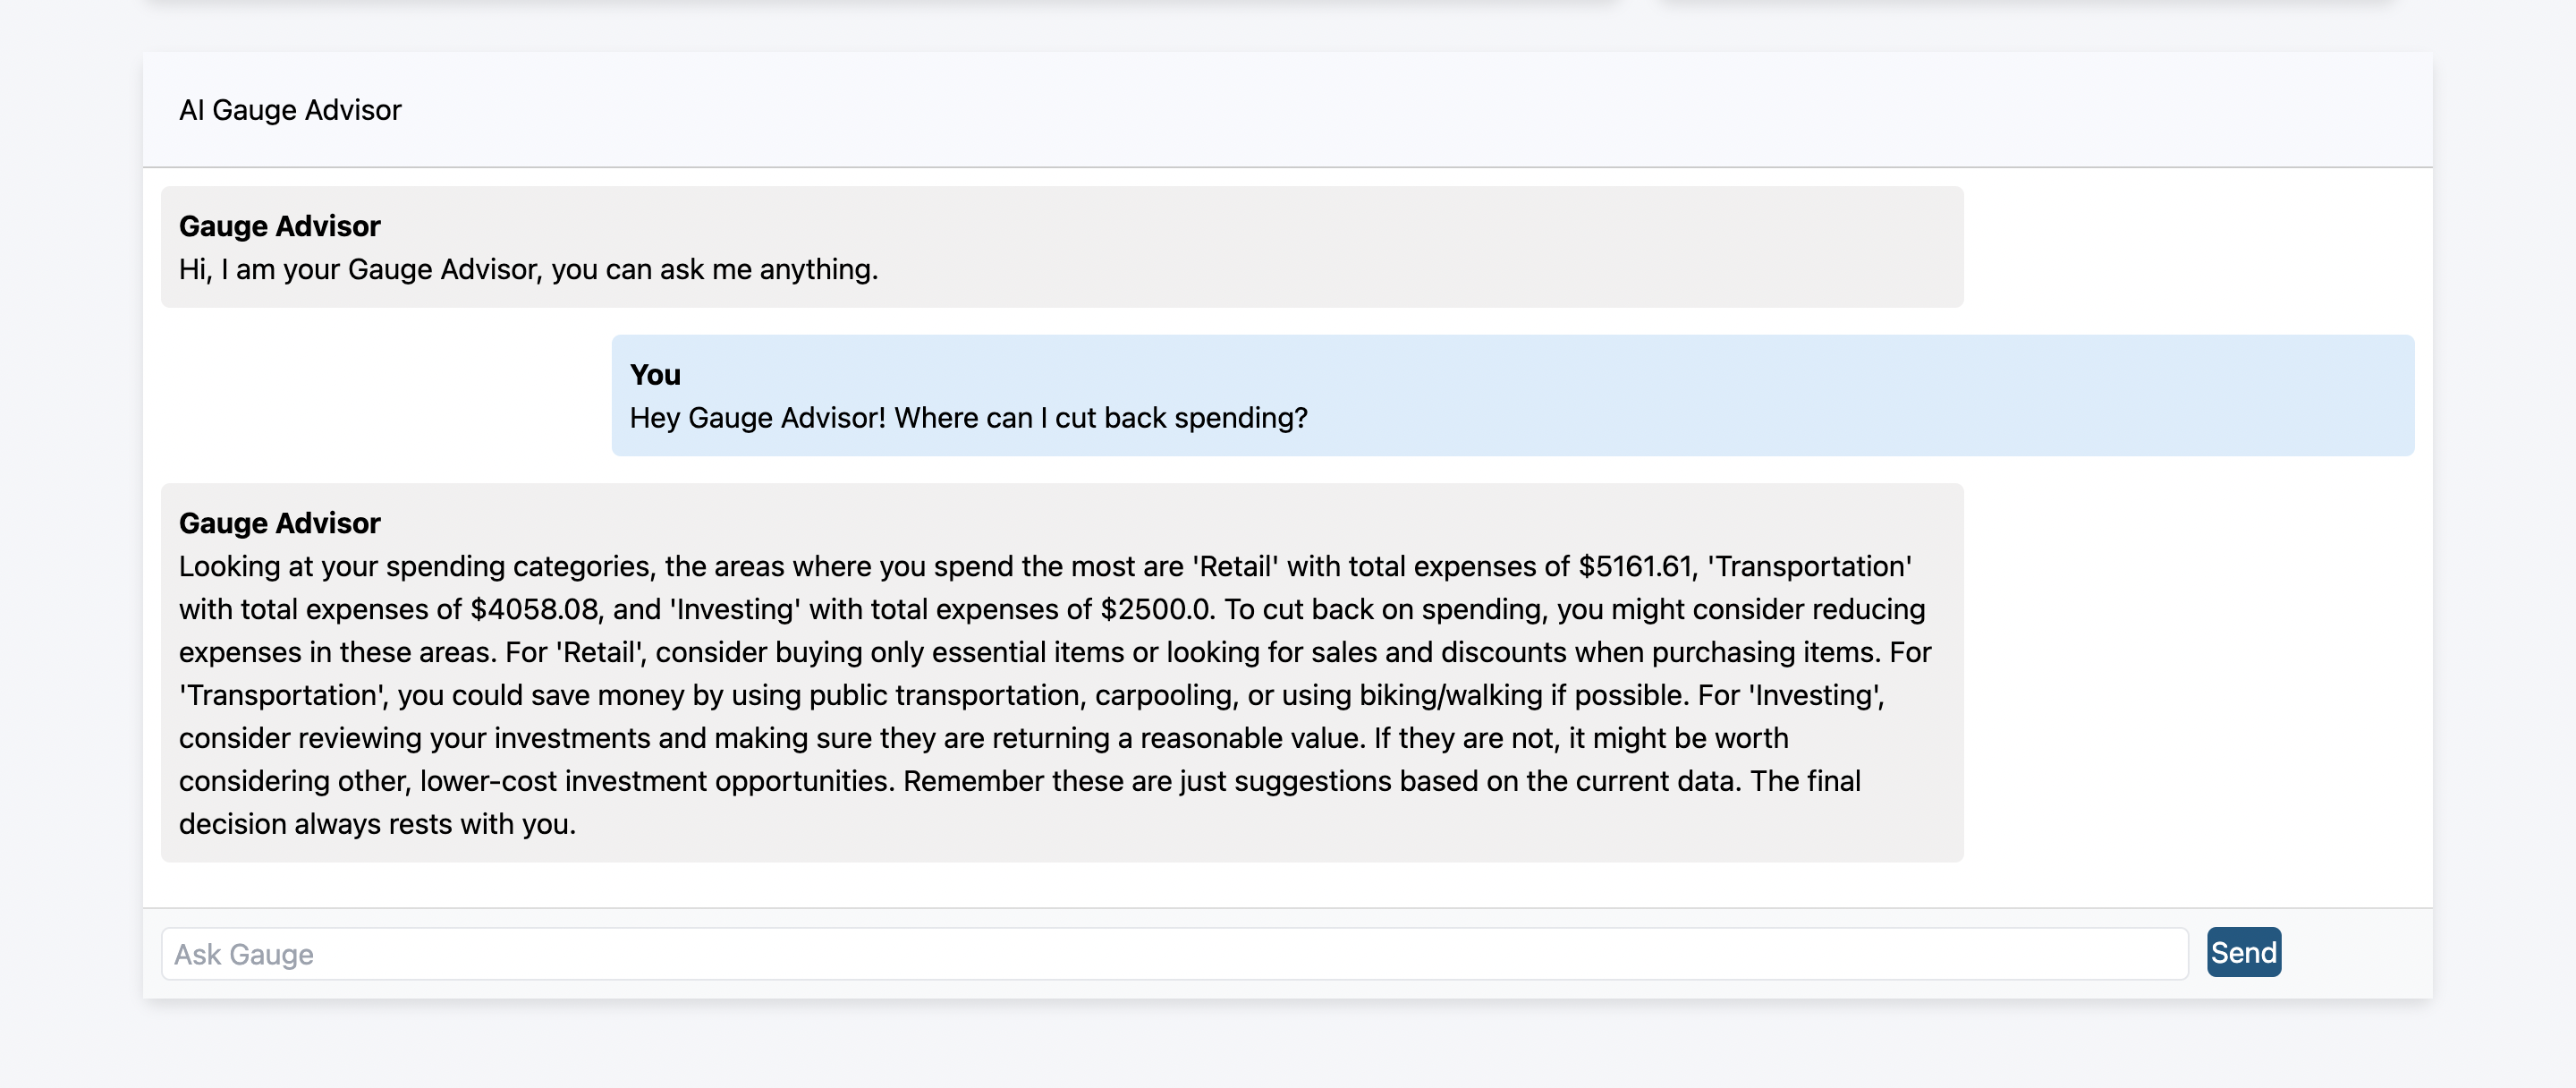 AI Gauge Advisor
Gauge Advisor
Hi, I am your Gauge Advisor, you can ask me anything.
You
Hey Gauge Advisor! Where can I cut back spending?
Gauge Advisor
Looking at your spending categories, the areas where you spend the most are 'Retail' with total expenses of $5161.61, 'Transportation'
with total expenses of $4058.08, and 'Investing' with total expenses of $2500.0. To cut back on spending, you might consider reducing
expenses in these areas. For 'Retail', consider buying only essential items or looking for sales and discounts when purchasing items. For
'Transportation', you could save money by using public transportation, carpooling, or using biking/walking if possible. For 'Investing',
consider reviewing your investments and making sure they are returning a reasonable value. If they are not, it might be worth
considering other, lower-cost investment opportunities. Remember these are just suggestions based on the current data. The final
decision always rests with you.
Ask Gauge
Send